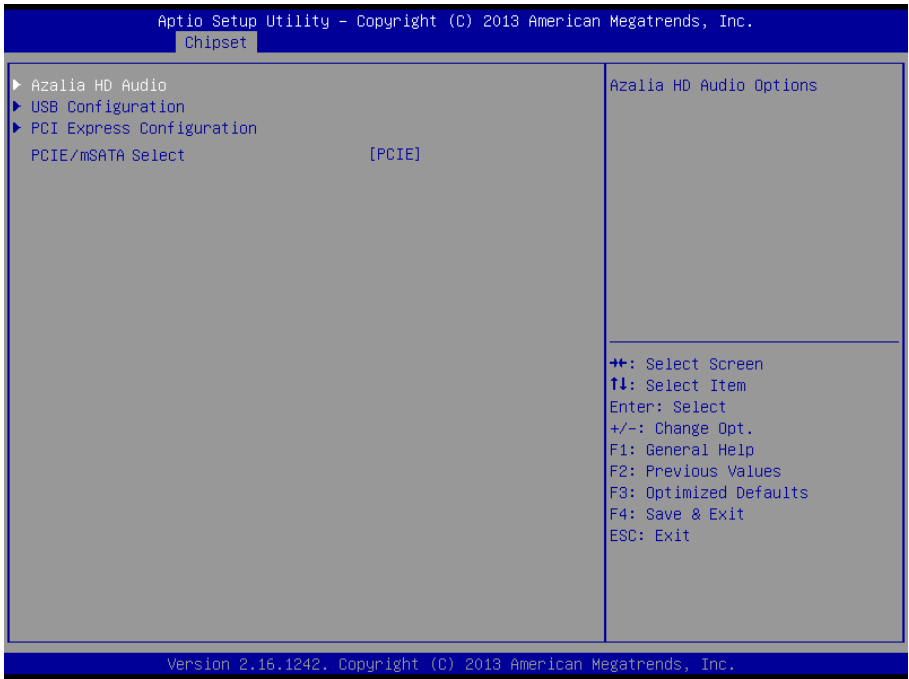 Aptio Setup Utility – Copyright (C) 2013 American Megatrends, Inc.
Chipset
▶ Azalia HD Audio
▶ USB Configuration
▶ PCI Express Configuration
PCIE/mSATA Select [PCIE]
Azalia HD Audio Options
→←: Select Screen
↑↓: Select Item
Enter: Select
+/-: Change Opt.
F1: General Help
F2: Previous Values
F3: Optimized Defaults
F4: Save & Exit
ESC: Exit
Version 2.16.1242. Copyright (C) 2013 American Megatrends, Inc.